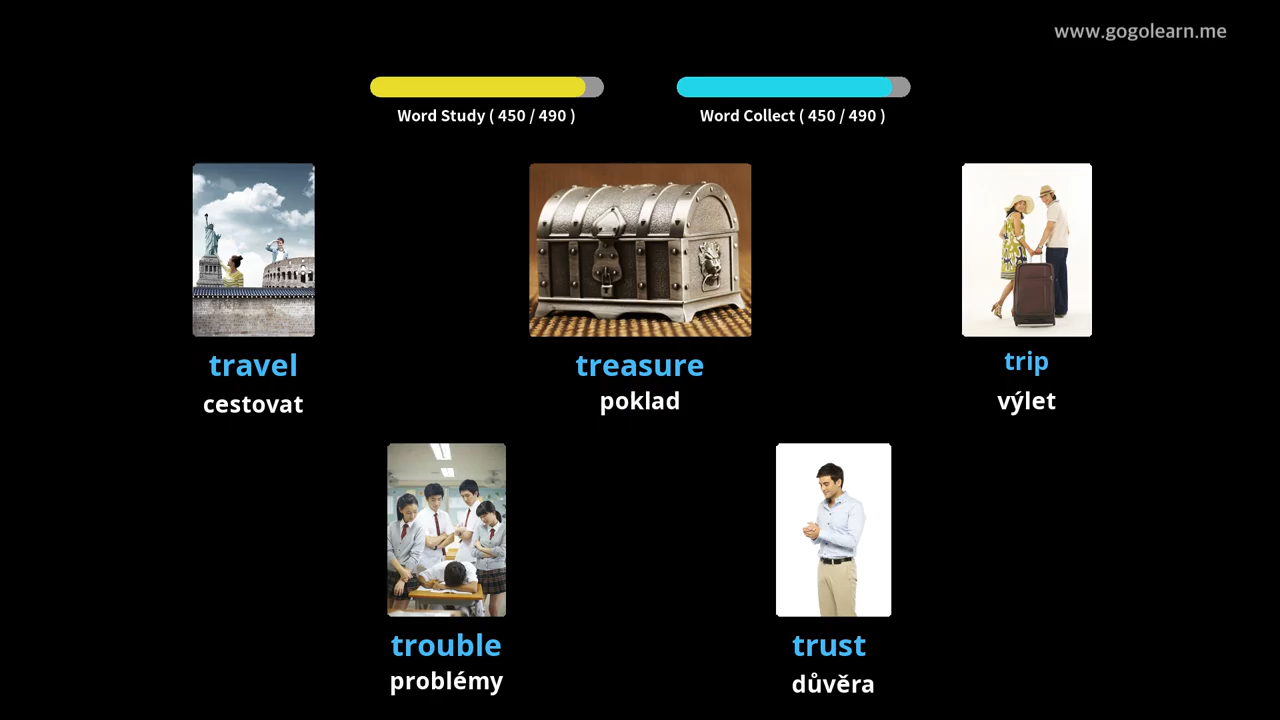 www.gogolearn.me
Word Study ( 450 / 490 )
Word Collect ( 450 / 490 )
travel
treasure
trip
cestovat
poklad
výlet
trouble
trust
problémy
důvěra